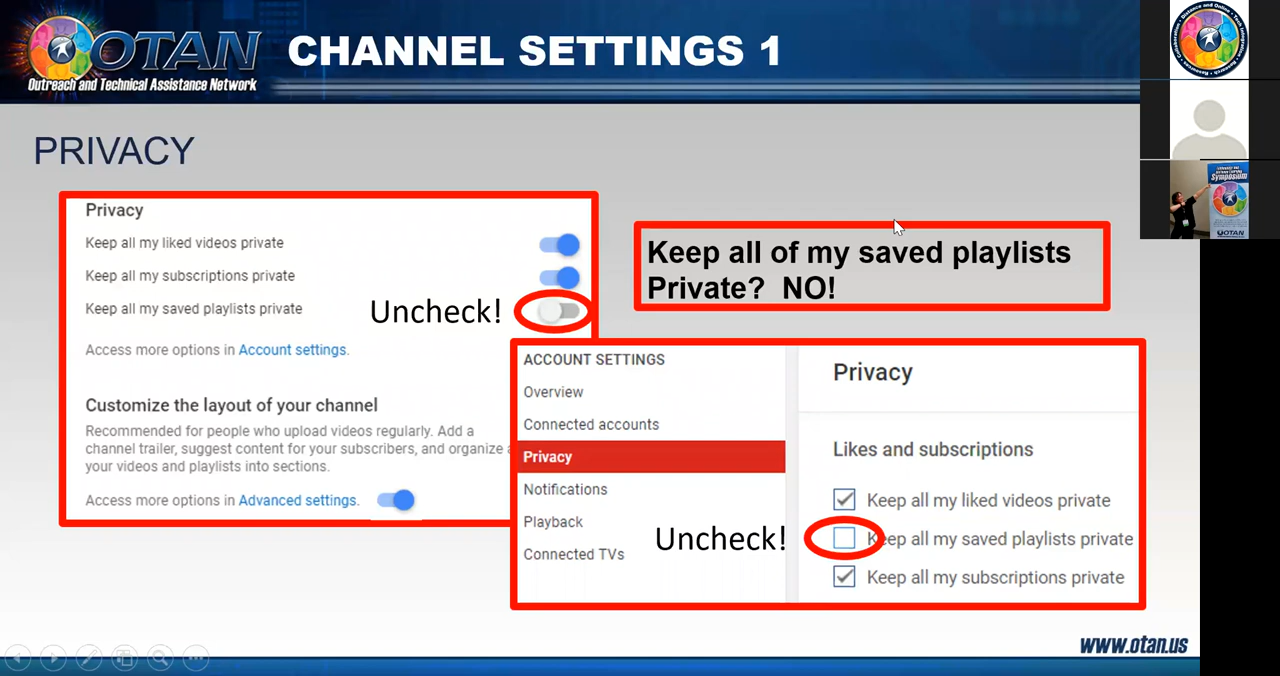 OTAN
Outreach and Technical Assistance Network
CHANNEL SETTINGS 1
PRIVACY
Privacy
Keep all my liked videos private
Keep all my subscriptions private
Keep all my saved playlists private
Uncheck!
Access more options in Account settings.
Customize the layout of your channel
Recommended for people who upload videos regularly. Add a
channel trailer, suggest content for your subscribers, and organize a
your videos and playlists into sections.
Access more options in Advanced settings.
Keep all of my saved playlists
Private? NO!
ACCOUNT SETTINGS
Overview
Connected accounts
Privacy
Notifications
Playback
Connected TVs
Uncheck!
Privacy
Likes and subscriptions
Keep all my liked videos private
Keep all my saved playlists private
Keep all my subscriptions private
www.otan.us
Symposium
OTAN